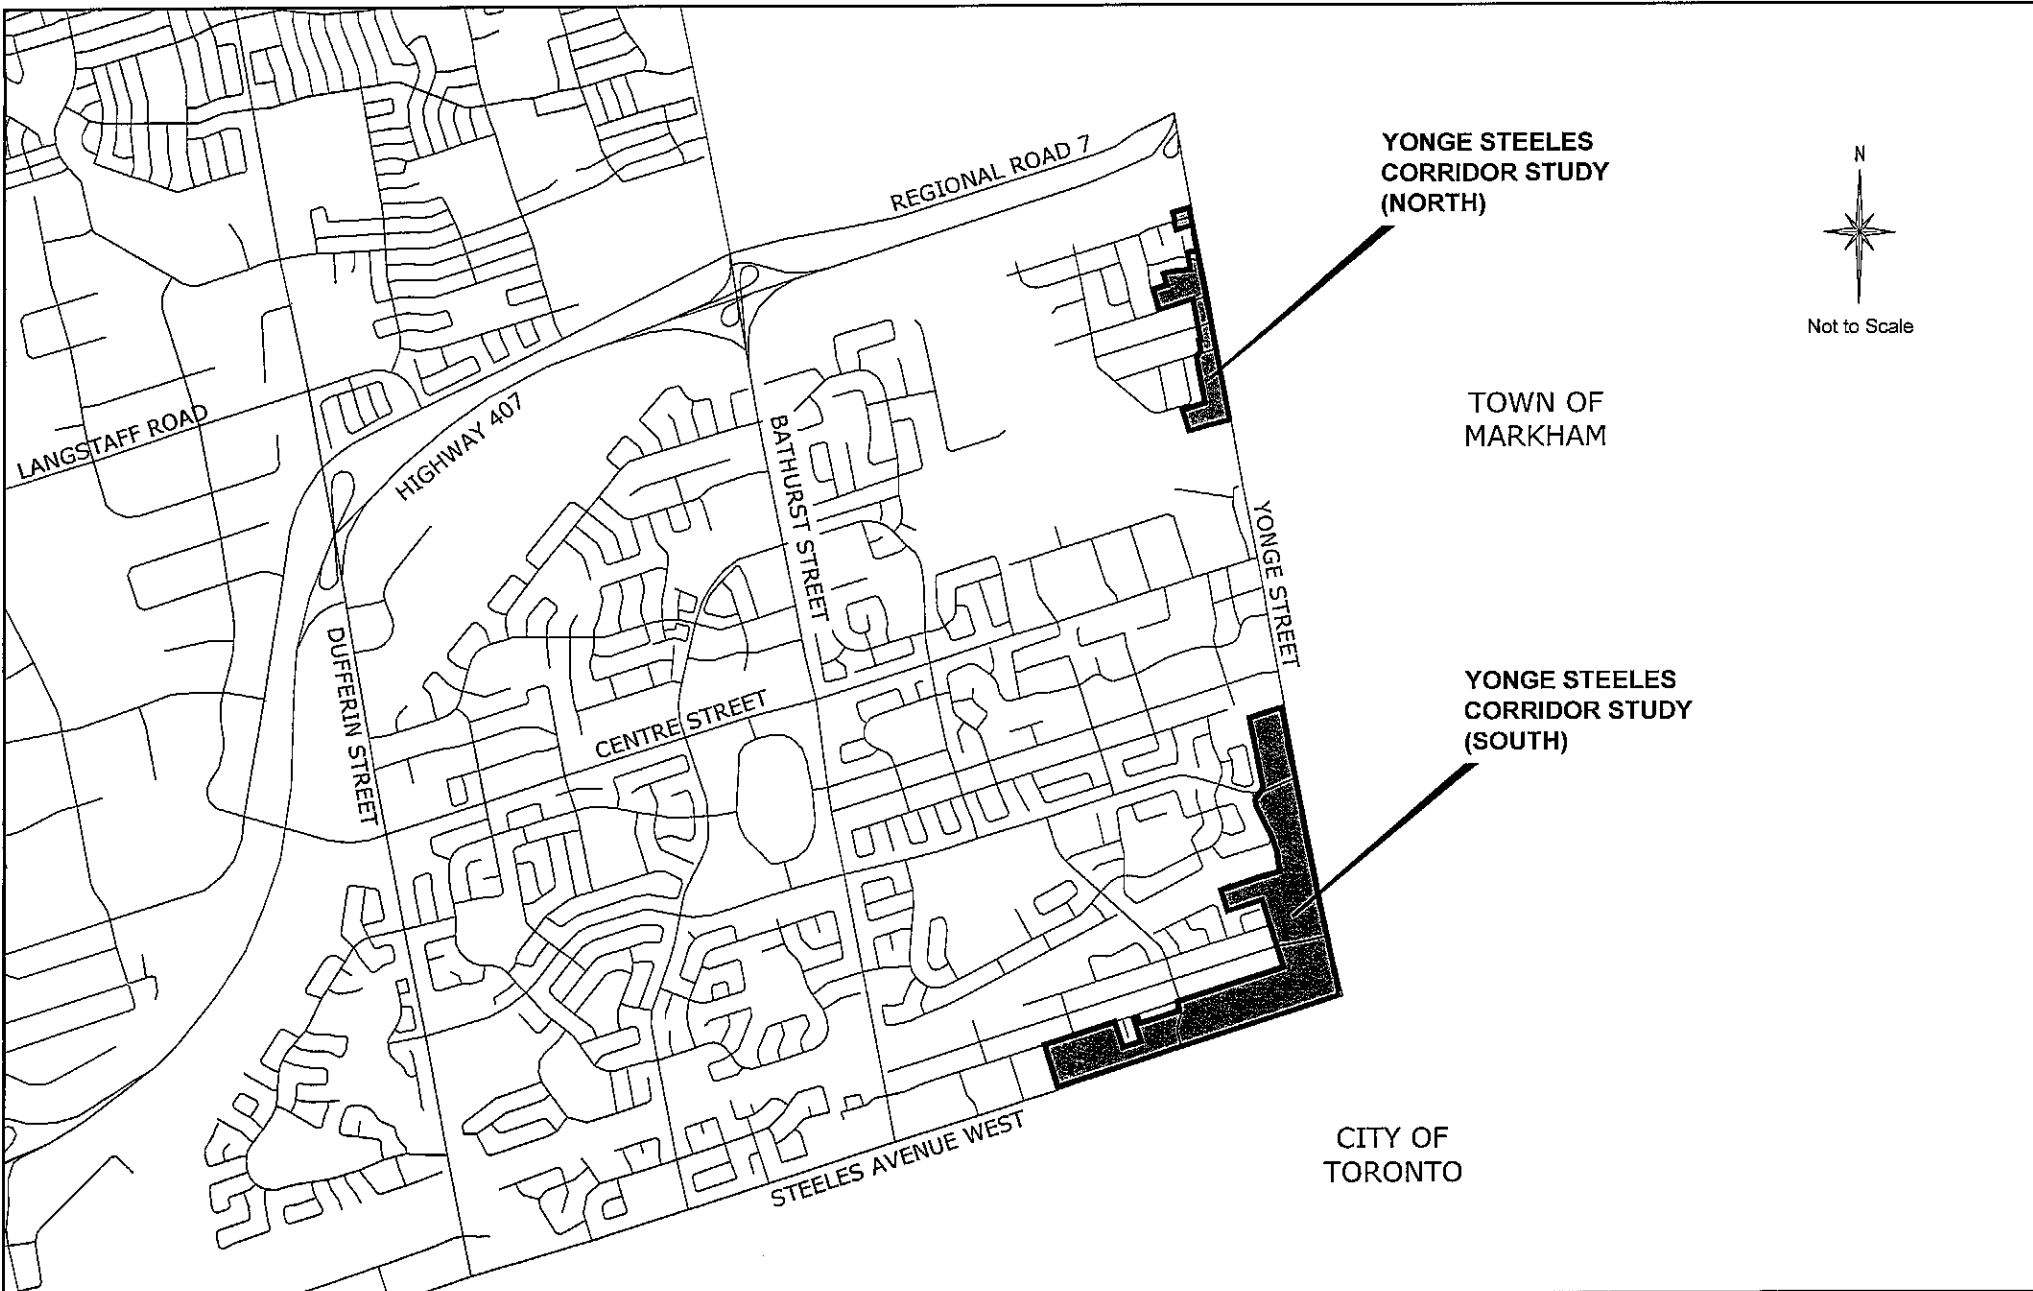 YONGE STEELES
CORRIDOR STUDY
(NORTH)
N
Not to Scale
REGIONAL ROAD 7
TOWN OF
MARKHAM
LANGSTAFF ROAD
HIGHWAY 407
BATHURST STREET
YONGE STREET
DUFFERIN STREET
CENTRE STREET
YONGE STEELES
CORRIDOR STUDY
(SOUTH)
STEELES AVENUE WEST
CITY OF
TORONTO